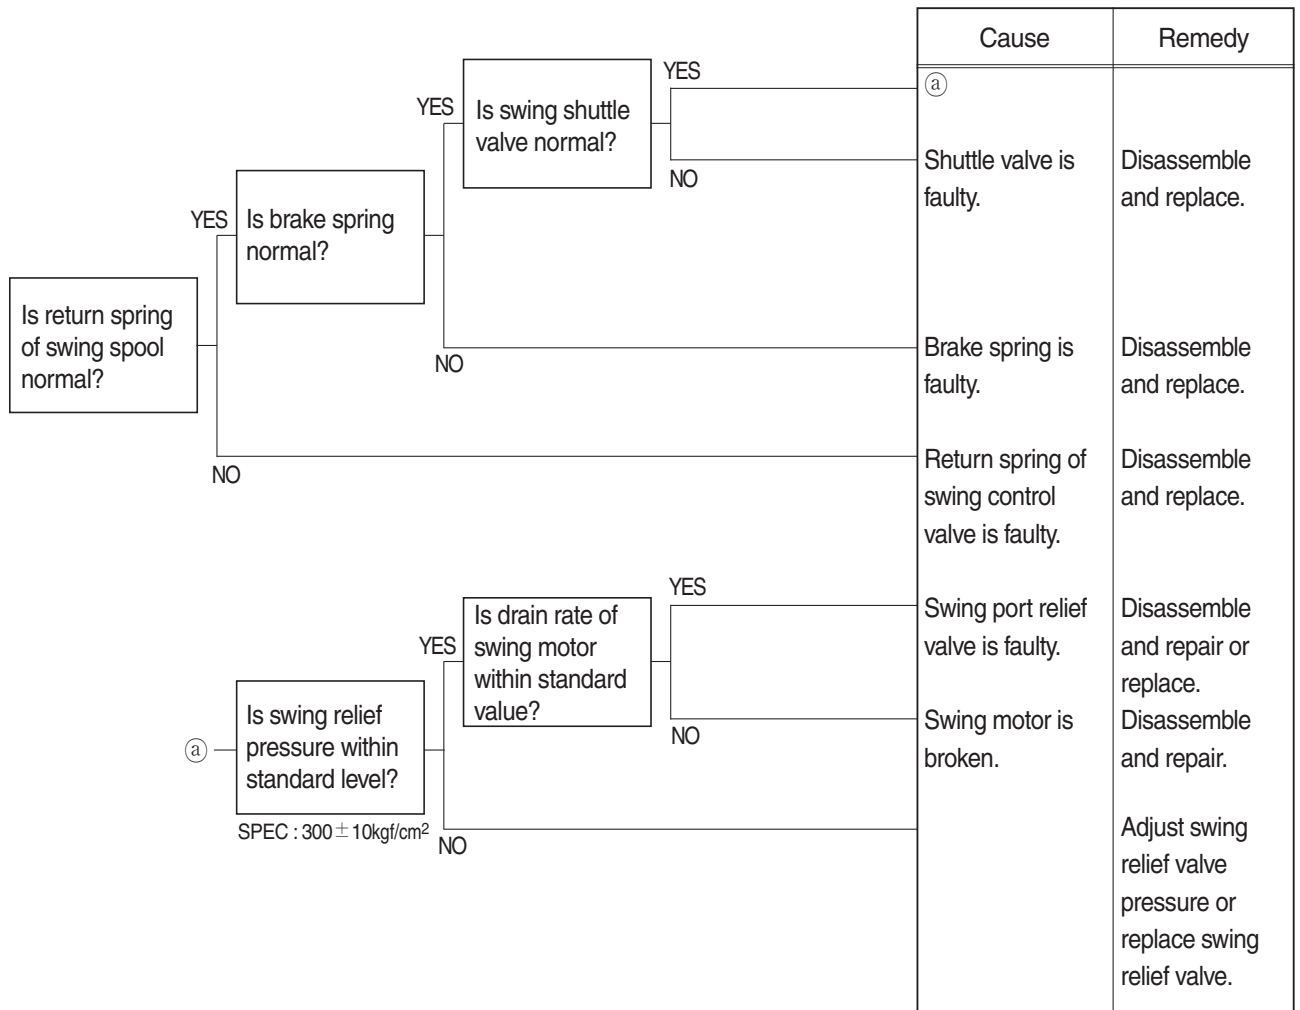 Cause
Remedy
YES
ⓐ
YES
Is swing shuttle
valve normal?
NO
Shuttle valve is
faulty.
Disassemble
and replace.
YES
Is brake spring
normal?
NO
Brake spring is
faulty.
Disassemble
and replace.
Is return spring
of swing spool
normal?
NO
Return spring of
swing control
valve is faulty.
Disassemble
and replace.
YES
Swing port relief
valve is faulty.
Disassemble
and repair or
replace.
YES
Is drain rate of
swing motor
within standard
value?
NO
Swing motor is
broken.
Disassemble
and repair.
ⓐ
Is swing relief
pressure within
standard level?
SPEC : 300±10kgf/cm²
NO
Adjust swing
relief valve
pressure or
replace swing
relief valve.